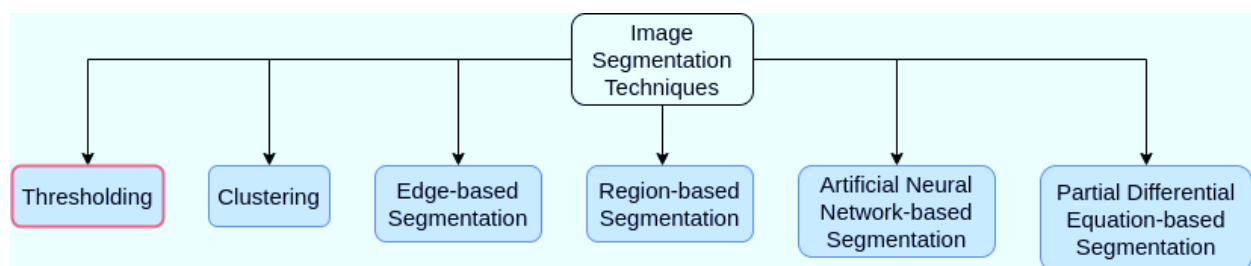 Image
Segmentation
Techniques
Thresholding
Clustering
Edge-based
Segmentation
Region-based
Segmentation
Artificial Neural
Network-based
Segmentation
Partial Differential
Equation-based
Segmentation